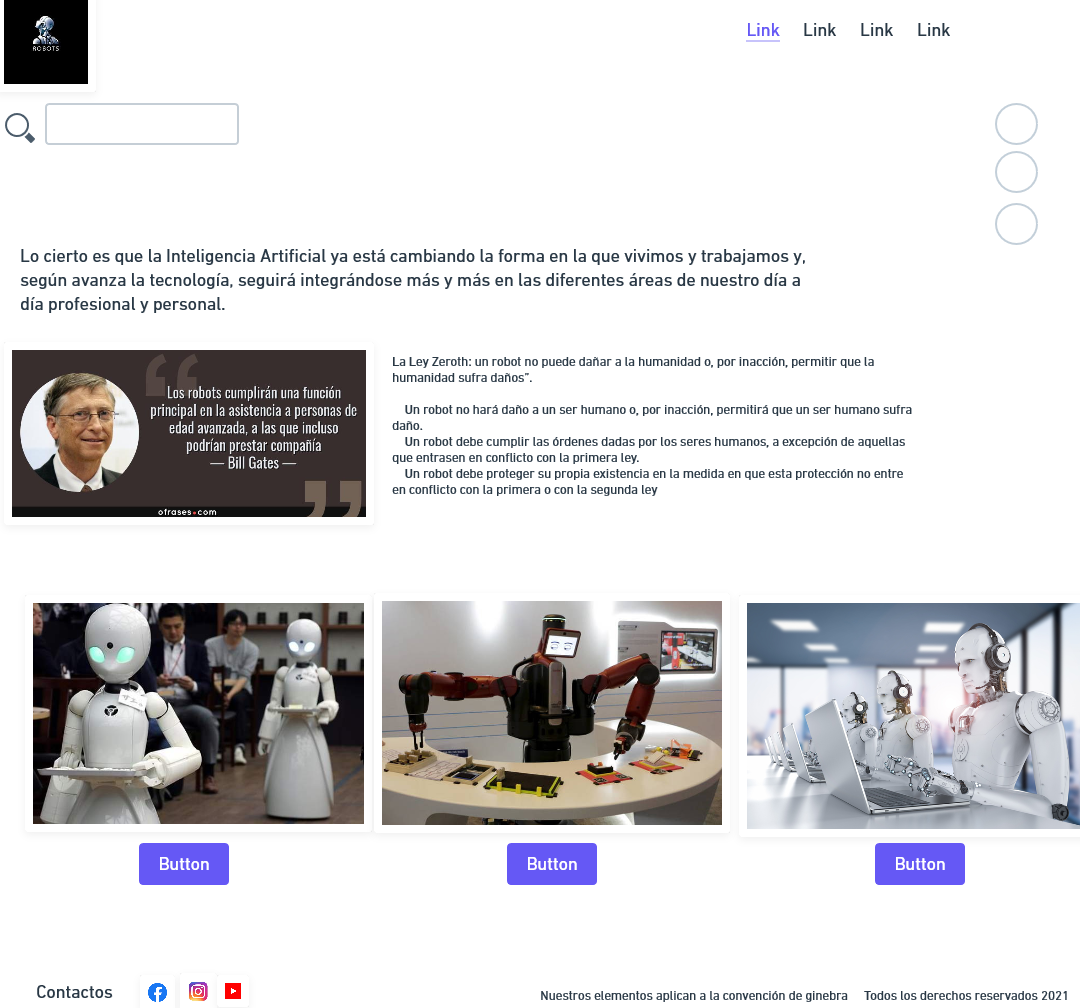 ROBOTS
Link Link Link Link
Lo cierto es que la Inteligencia Artificial ya está cambiando la forma en la que vivimos y trabajamos y,
según avanza la tecnología, seguirá integrándose más y más en las diferentes áreas de nuestro día a
día profesional y personal.
Los robots cumplirán una función
principal en la asistencia a personas de
edad avanzada, a las que incluso
podrían prestar compañía
— Bill Gates —
ofrases.com
La Ley Zeroth: un robot no puede dañar a la humanidad o, por inacción, permitir que la
humanidad sufra daños".
Un robot no hará daño a un ser humano o, por inacción, permitirá que un ser humano sufra
daño.
Un robot debe cumplir las órdenes dadas por los seres humanos, a excepción de aquellas
que entrasen en conflicto con la primera ley.
Un robot debe proteger su propia existencia en la medida en que esta protección no entre
en conflicto con la primera o con la segunda ley
Button Button Button
Contactos
Nuestros elementos aplican a la convención de ginebra Todos los derechos reservados 2021